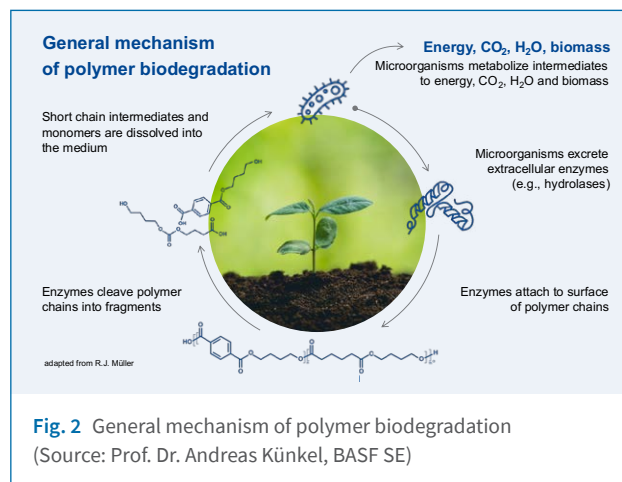 General mechanism
of polymer biodegradation
Energy, CO₂, H₂O, biomass
Microorganisms metabolize intermediates
to energy, CO₂, H₂O and biomass
Short chain intermediates and
monomers are dissolved into
the medium
Microorganisms excrete
extracellular enzymes
(e.g., hydrolases)
Enzymes cleave polymer
chains into fragments
Enzymes attach to surface
of polymer chains
adapted from R.J. Müller
Fig. 2 General mechanism of polymer biodegradation
(Source: Prof. Dr. Andreas Künkel, BASF SE)